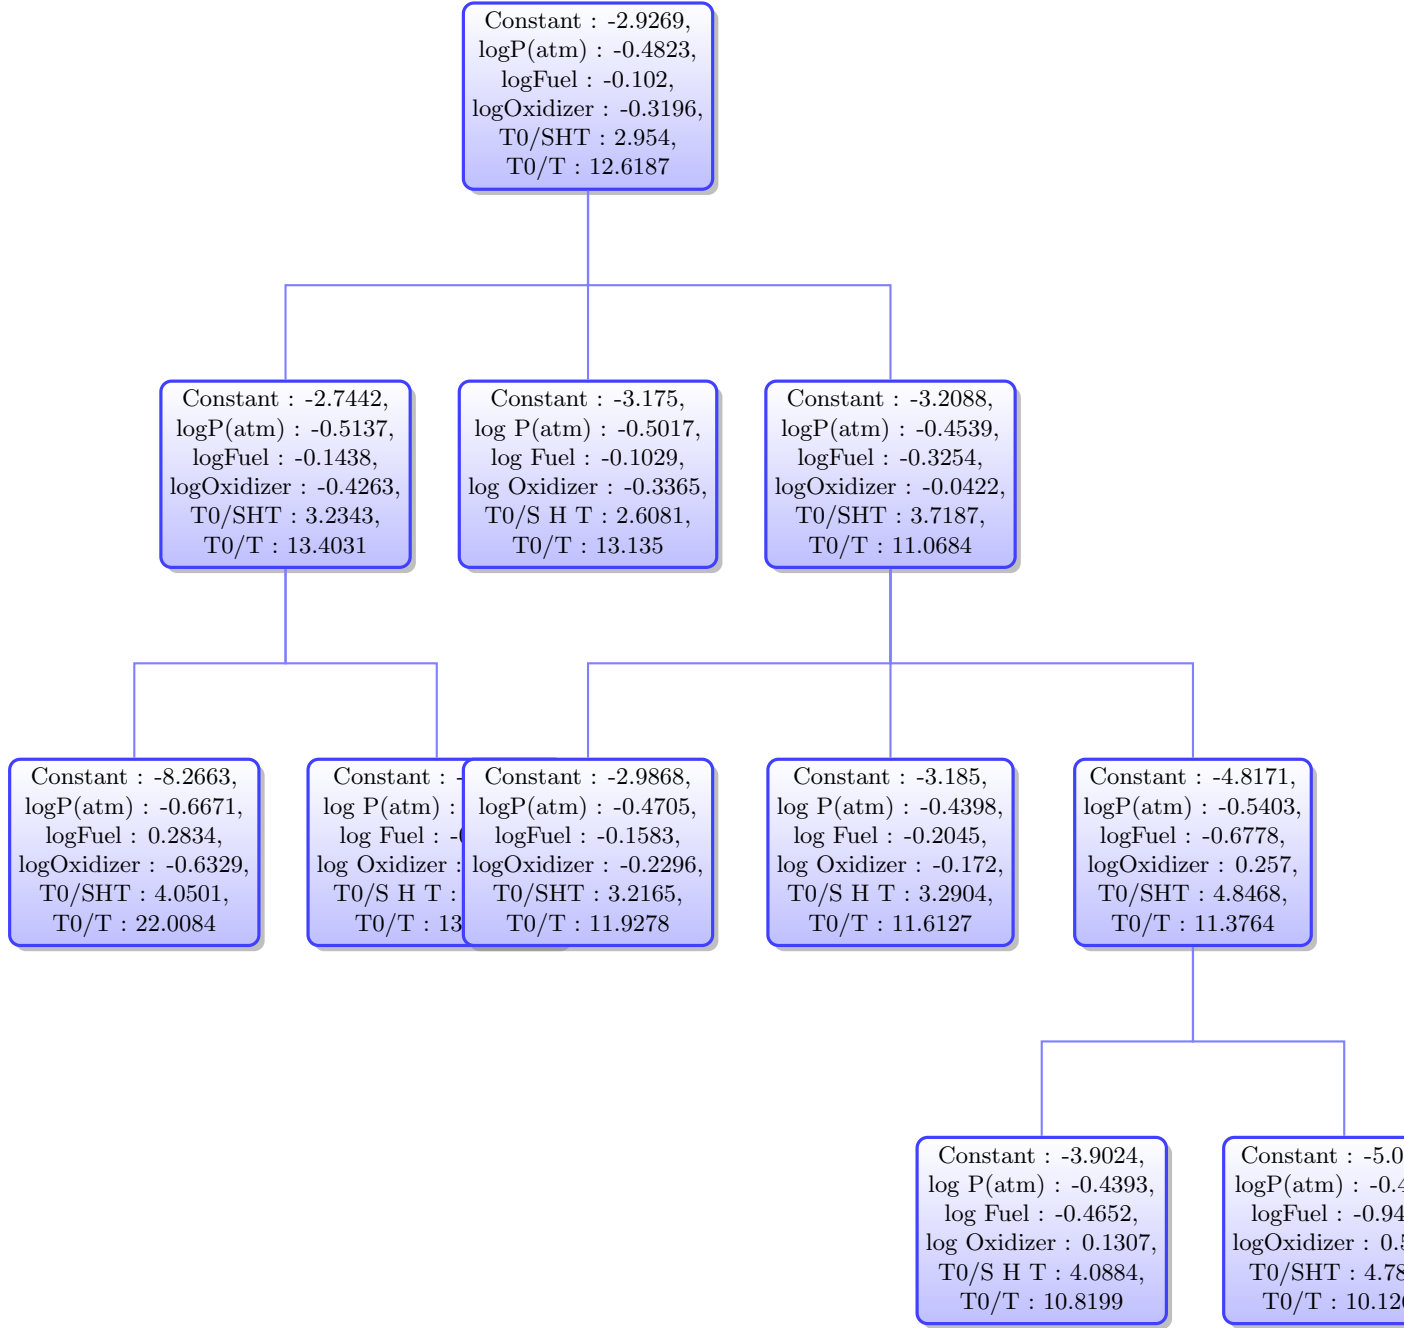 Constant : -2.9269,
logP(atm) : -0.4823,
logFuel : -0.102,
logOxidizer : -0.3196,
T0/SHT : 2.954,
T0/T : 12.6187
Constant : -2.7442,
logP(atm) : -0.5137,
logFuel : -0.1438,
logOxidizer : -0.4263,
T0/SHT : 3.2343,
T0/T : 13.4031
Constant : -3.175,
log P(atm) : -0.5017,
log Fuel : -0.1029,
log Oxidizer : -0.3365,
T0/S H T : 2.6081,
T0/T : 13.135
Constant : -3.2088,
logP(atm) : -0.4539,
logFuel : -0.3254,
logOxidizer : -0.0422,
T0/SHT : 3.7187,
T0/T : 11.0684
Constant : -8.2663,
logP(atm) : -0.6671,
logFuel : 0.2834,
logOxidizer : -0.6329,
T0/SHT : 4.0501,
T0/T : 22.0084
Constant :
log P(atm) :
log Fuel :
log Oxidizer :
T0/S H T :
T0/T :
Constant : -2.9868,
logP(atm) : -0.4705,
logFuel : -0.1583,
logOxidizer : -0.2296,
T0/SHT : 3.2165,
T0/T : 11.9278
Constant : -3.185,
log P(atm) : -0.4398,
log Fuel : -0.2045,
log Oxidizer : -0.172,
T0/S H T : 3.2904,
T0/T : 11.6127
Constant : -4.8171,
logP(atm) : -0.5403,
logFuel : -0.6778,
logOxidizer : 0.257,
T0/SHT : 4.8468,
T0/T : 11.3764
Constant : -3.9024,
log P(atm) : -0.4393,
log Fuel : -0.4652,
log Oxidizer : 0.1307,
T0/S H T : 4.0884,
T0/T : 10.8199
Constant :
logP(atm) :
logFuel :
logOxidizer :
T0/SHT :
T0/T :